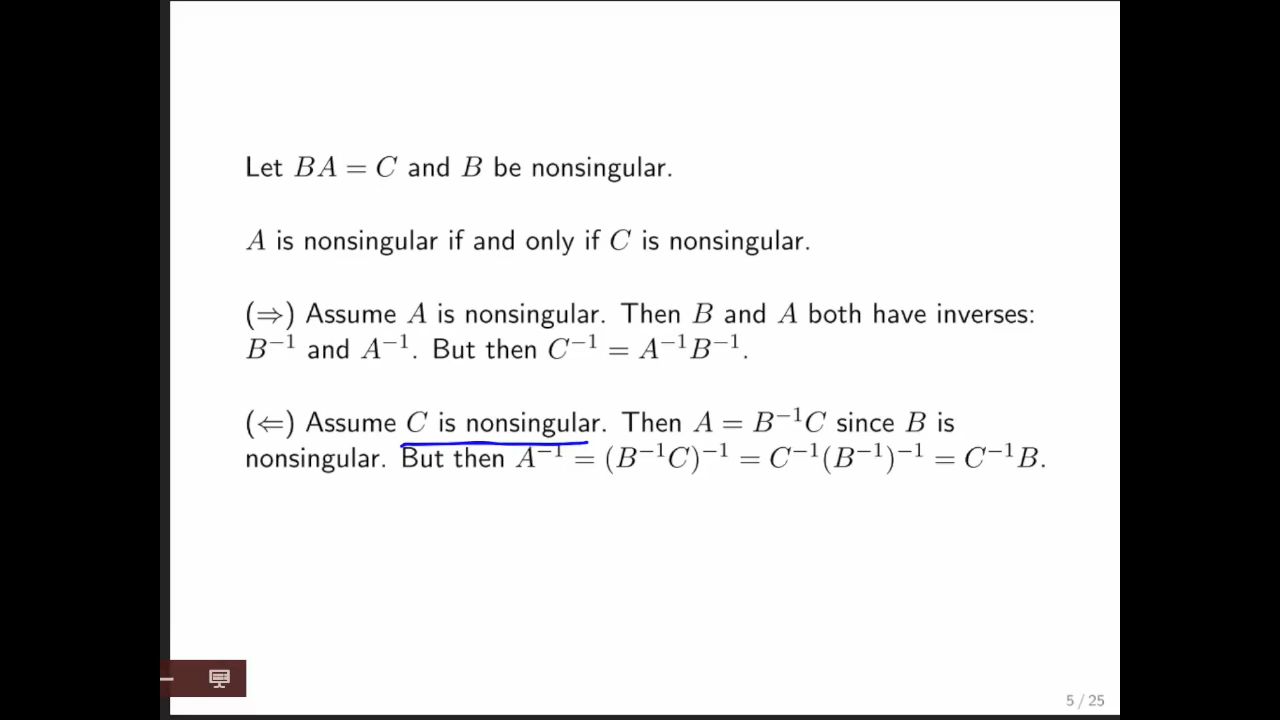 Let BA = C and B be nonsingular.
A is nonsingular if and only if C is nonsingular.
(⇒) Assume A is nonsingular. Then B and A both have inverses:
B⁻¹ and A⁻¹. But then C⁻¹ = A⁻¹B⁻¹.
(⇐) Assume C is nonsingular. Then A = B⁻¹C since B is
nonsingular. But then A⁻¹ = (B⁻¹C)⁻¹ = C⁻¹(B⁻¹)⁻¹ = C⁻¹B.
5 / 25